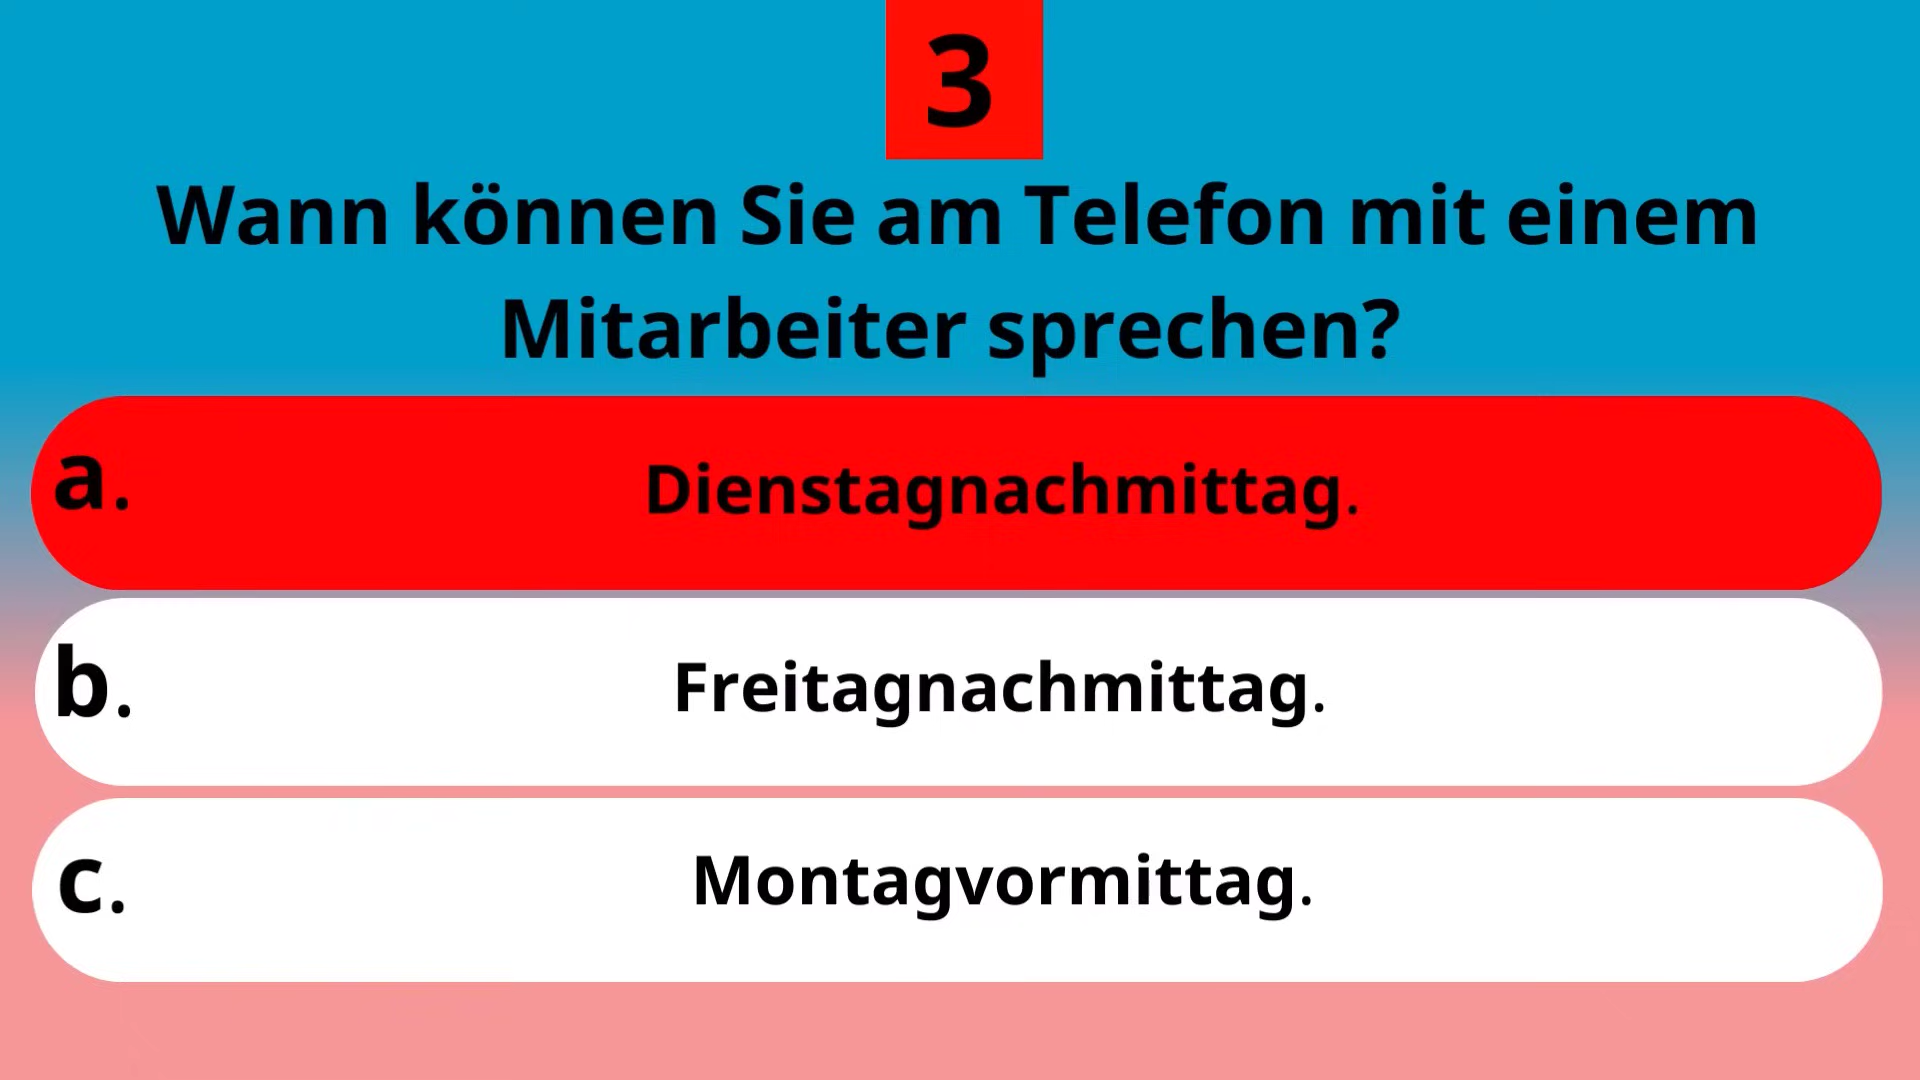 3
Wann können Sie am Telefon mit einem
Mitarbeiter sprechen?
a. Dienstagnachmittag.
b. Freitagnachmittag.
c. Montagvormittag.